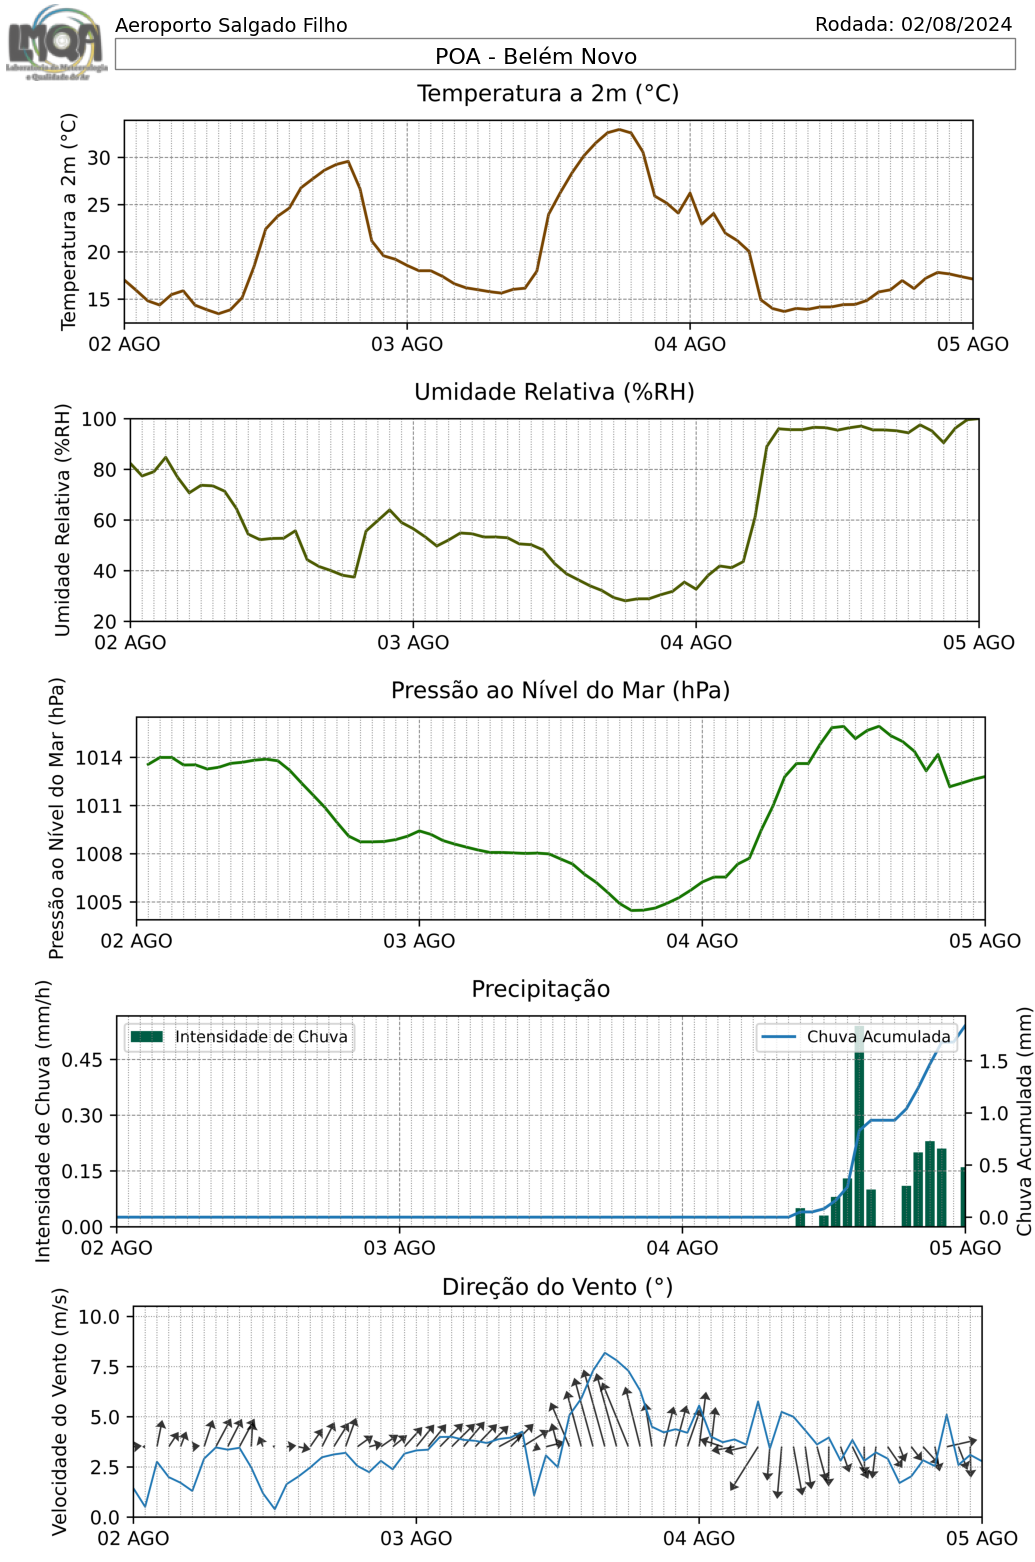 LMQA
Laboratório de Meteorologia
e Qualidade do Ar
Aeroporto Salgado Filho
Rodada: 02/08/2024
POA - Belém Novo
Temperatura a 2m (°C)
Temperatura a 2m (°C)
30
25
20
15
02 AGO 03 AGO 04 AGO 05 AGO
Umidade Relativa (%RH)
Umidade Relativa (%RH)
100
80
60
40
20
02 AGO 03 AGO 04 AGO 05 AGO
Pressão ao Nível do Mar (hPa)
Pressão ao Nível do Mar (hPa)
1014
1011
1008
1005
02 AGO 03 AGO 04 AGO 05 AGO
Precipitação
Intensidade de Chuva (mm/h)
Intensidade de Chuva
Chuva Acumulada
0.45
0.30
0.15
0.00
1.5
1.0
0.5
0.0
Chuva Acumulada (mm)
02 AGO 03 AGO 04 AGO 05 AGO
Direção do Vento (°)
Velocidade do Vento (m/s)
10.0
7.5
5.0
2.5
0.0
02 AGO 03 AGO 04 AGO 05 AGO